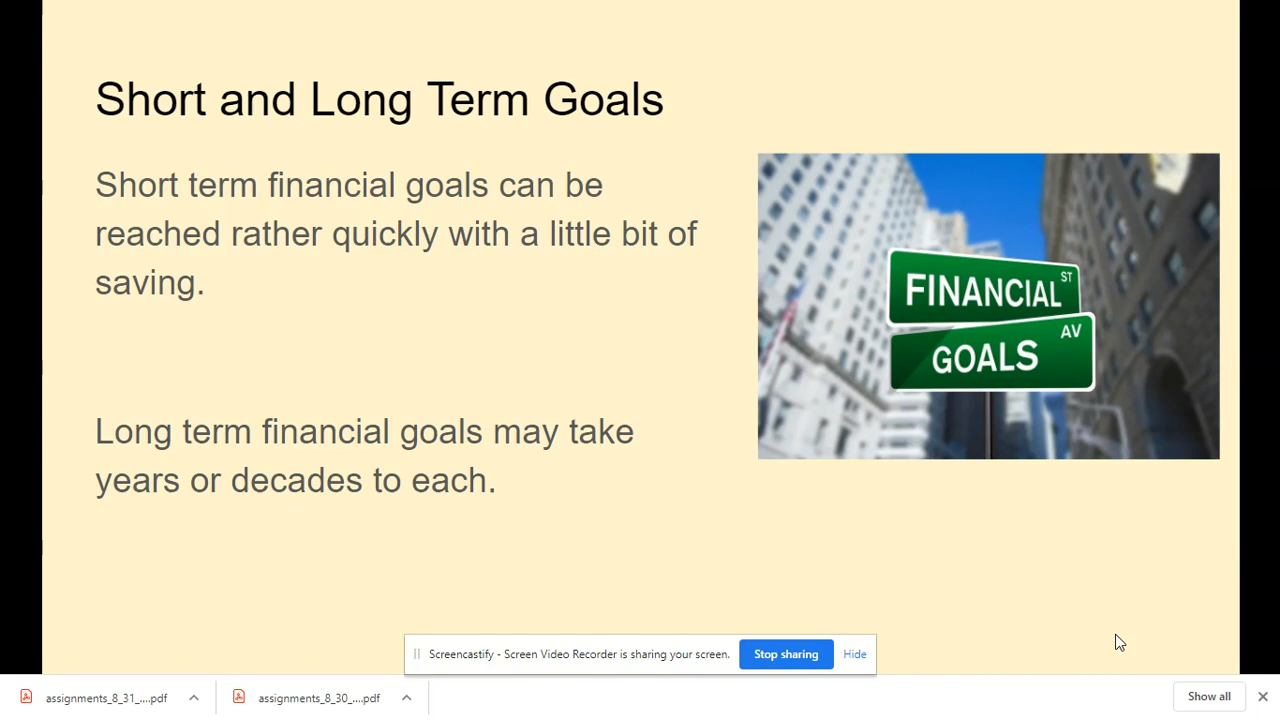 Short and Long Term Goals
Short term financial goals can be
reached rather quickly with a little bit of
saving.
Long term financial goals may take
years or decades to each.
FINANCIAL ST
GOALS AV
Screencastify - Screen Video Recorder is sharing your screen.
Stop sharing
Hide
assignments_8_31_....pdf
assignments_8_30_....pdf
Show all